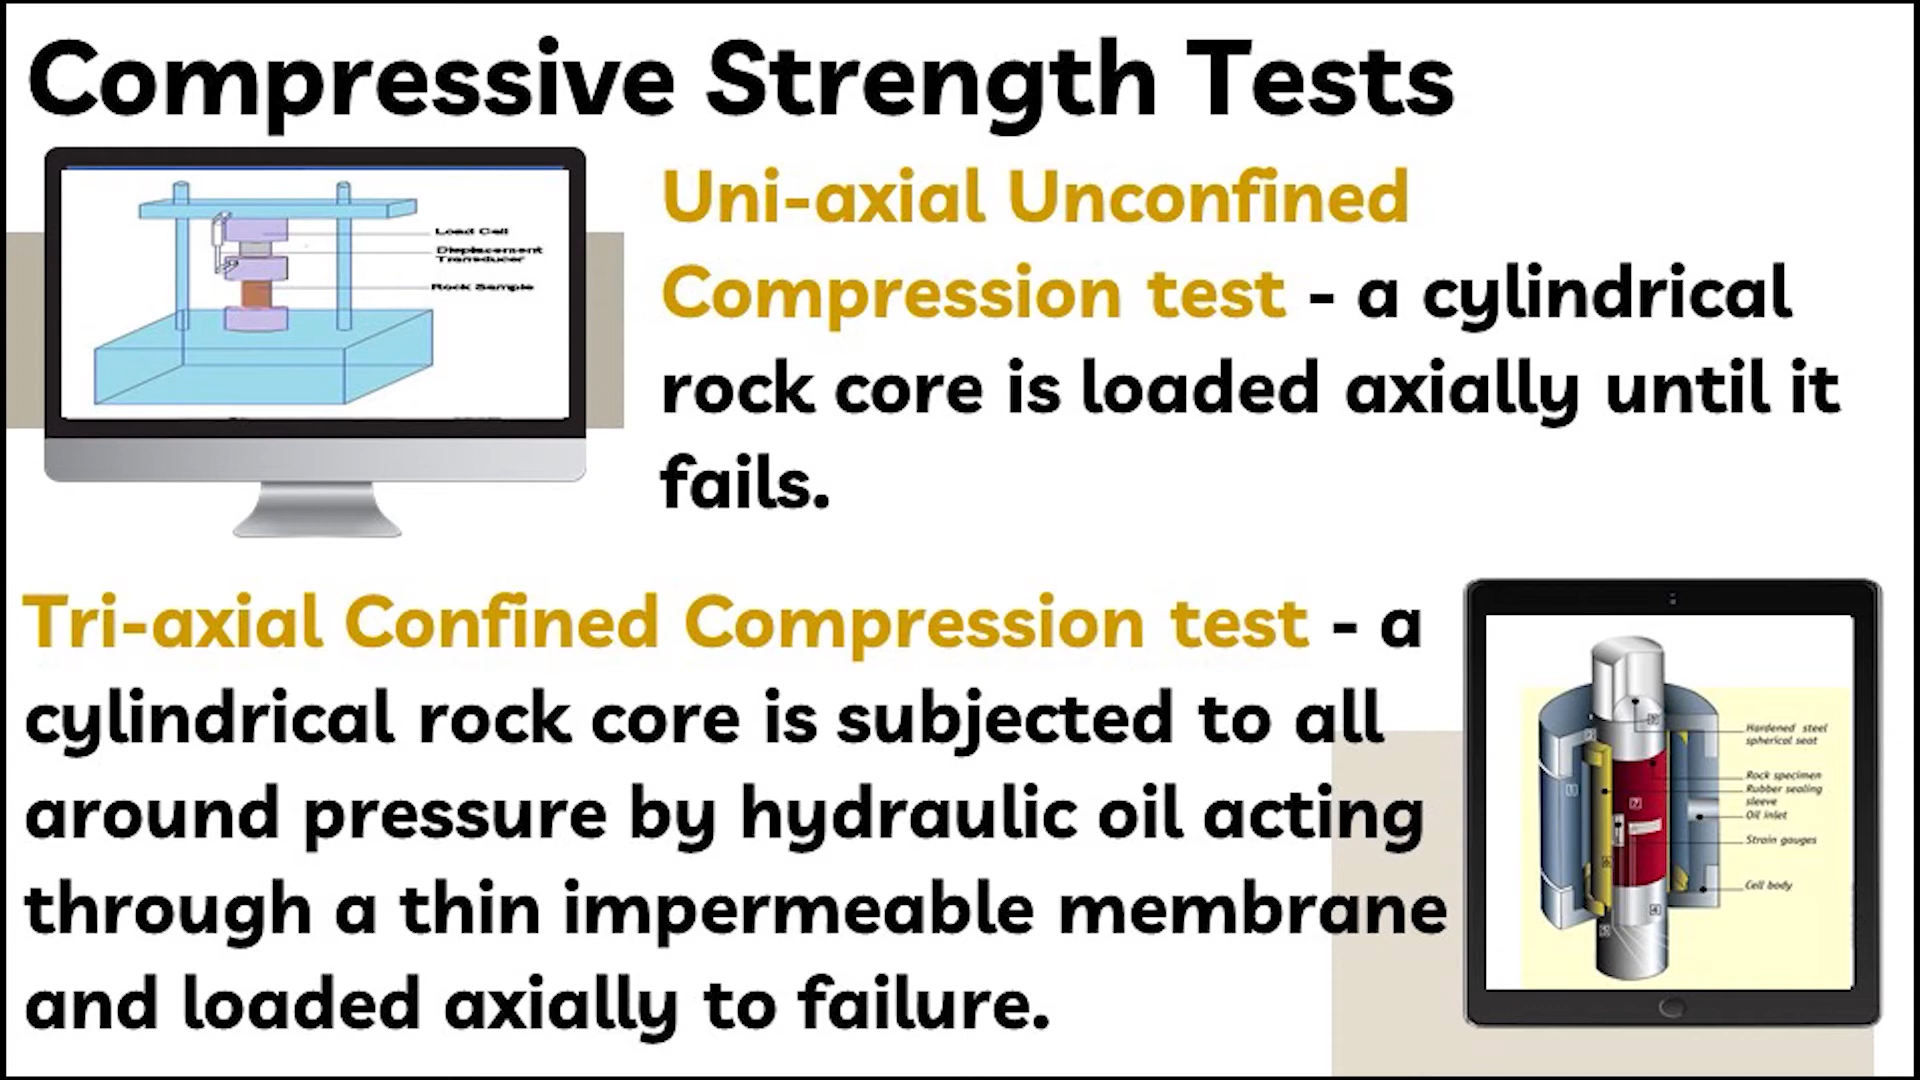 Compressive Strength Tests
Load Cell
Displacement
Transducer
Rock Sample
Uni-axial Unconfined
Compression test - a cylindrical
rock core is loaded axially until it
fails.
Tri-axial Confined Compression test - a
cylindrical rock core is subjected to all
around pressure by hydraulic oil acting
through a thin impermeable membrane
and loaded axially to failure.
Hardened steel
spherical seat
Rock specimen
Rubber sealing
sleeve
Oil inlet
Strain gauges
Cell body